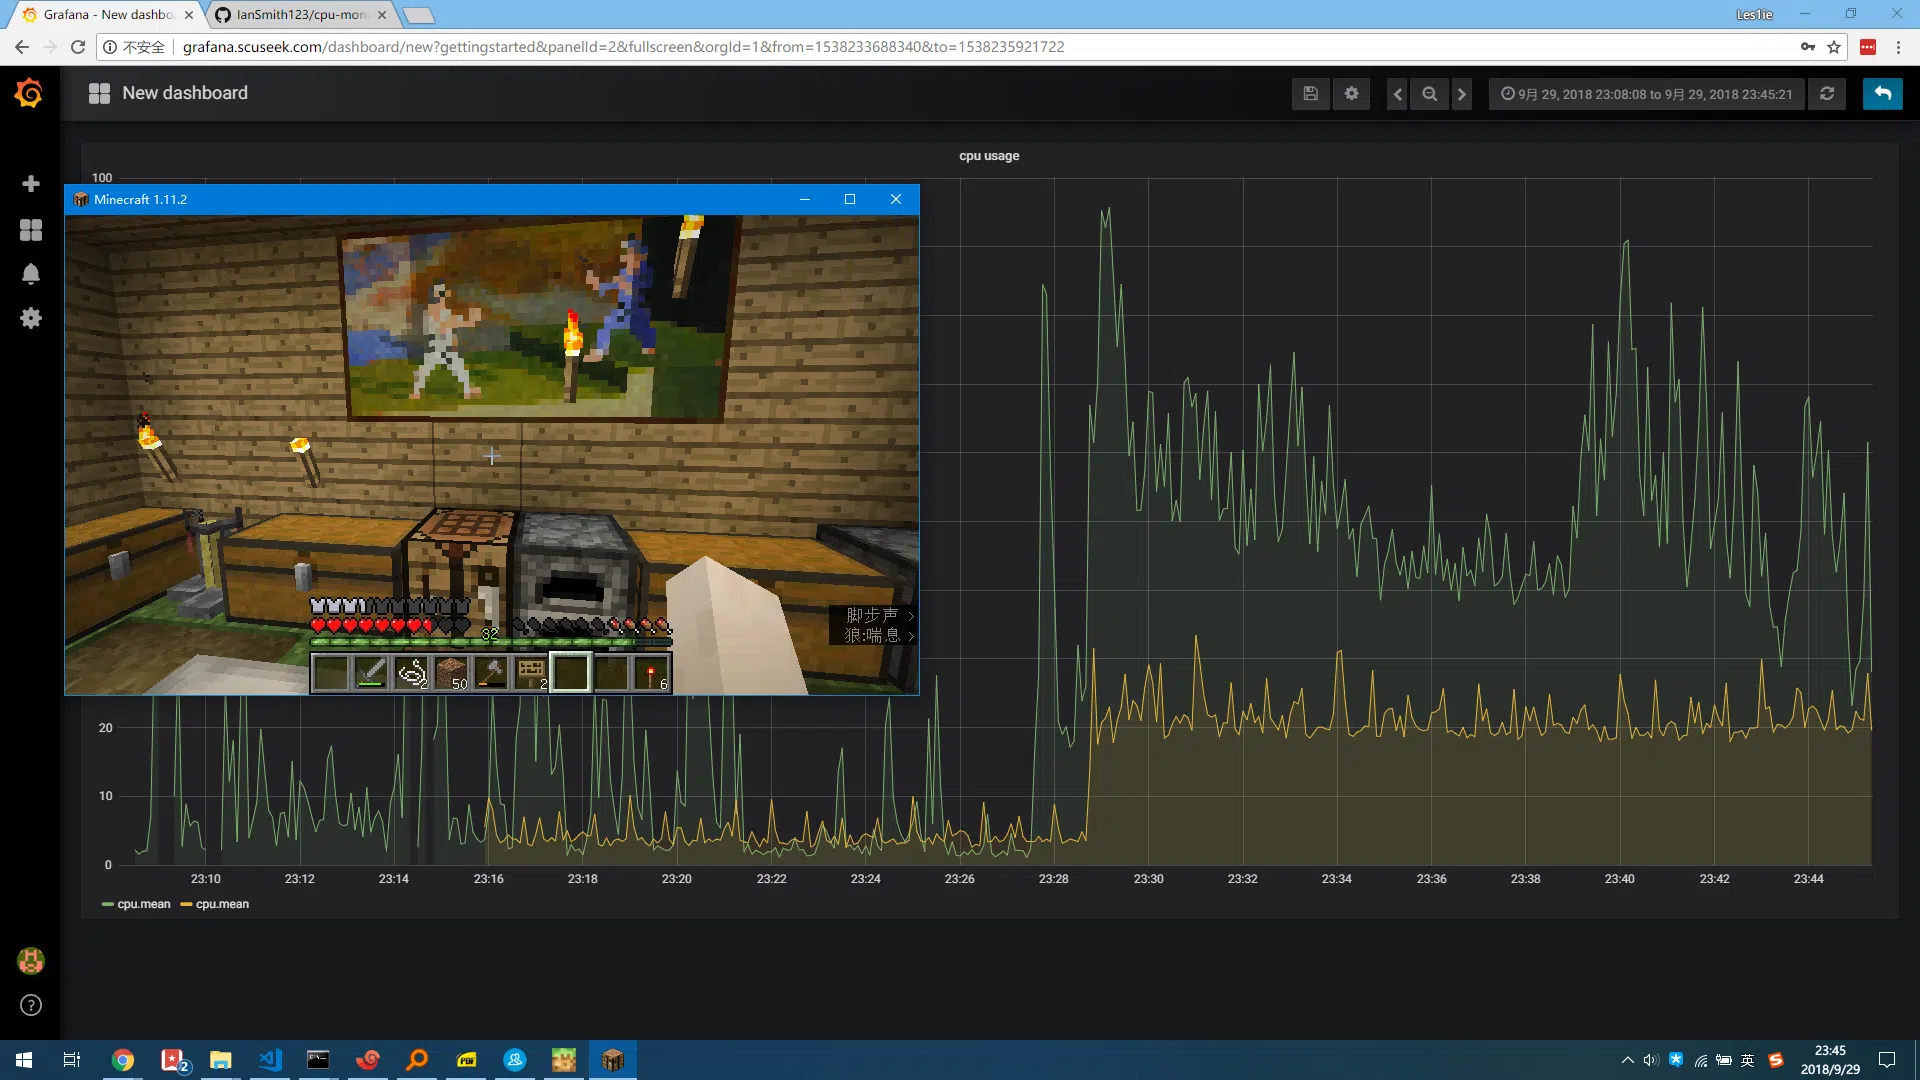 Grafana - New dashbo
IanSmith123/cpu-mon
Les1ie
不安全
grafana.scuseek.com/dashboard/new?gettingstarted&panelId=2&fullscreen&orgId=1&from=1538233688340&to=1538235921722
New dashboard
9月 29, 2018 23:08:08 to 9月 29, 2018 23:45:21
cpu usage
100
Minecraft 1.11.2
脚步声 >
狼:喘息 >
32
2
50
2
6
20
10
0
23:10 23:12 23:14 23:16 23:18 23:20 23:22 23:24 23:26 23:28 23:30 23:32 23:34 23:36 23:38 23:40 23:42 23:44
cpu.mean cpu.mean
2
PDF
英
23:45
2018/9/29